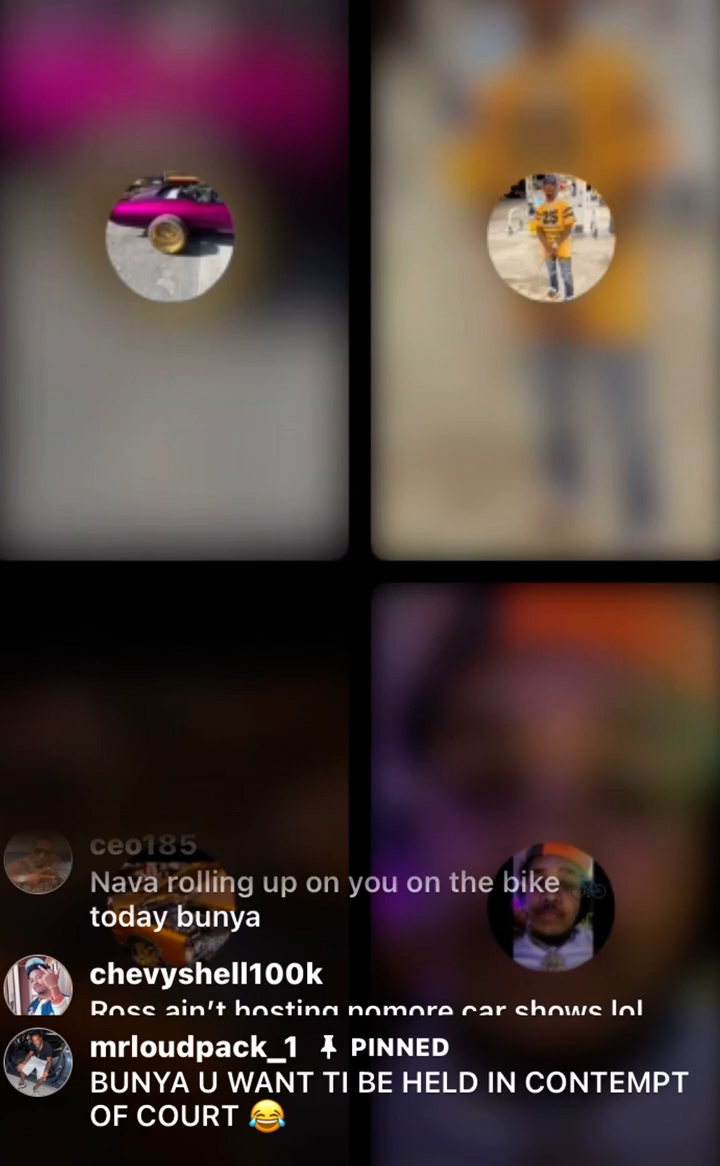 25
ceo185
Nava rolling up on you on the bike
today bunya
chevyshell100k
Ross ain't hosting nomore car shows lol
mrloudpack_1 PINNED
BUNYA U WANT TI BE HELD IN CONTEMPT
OF COURT 😂